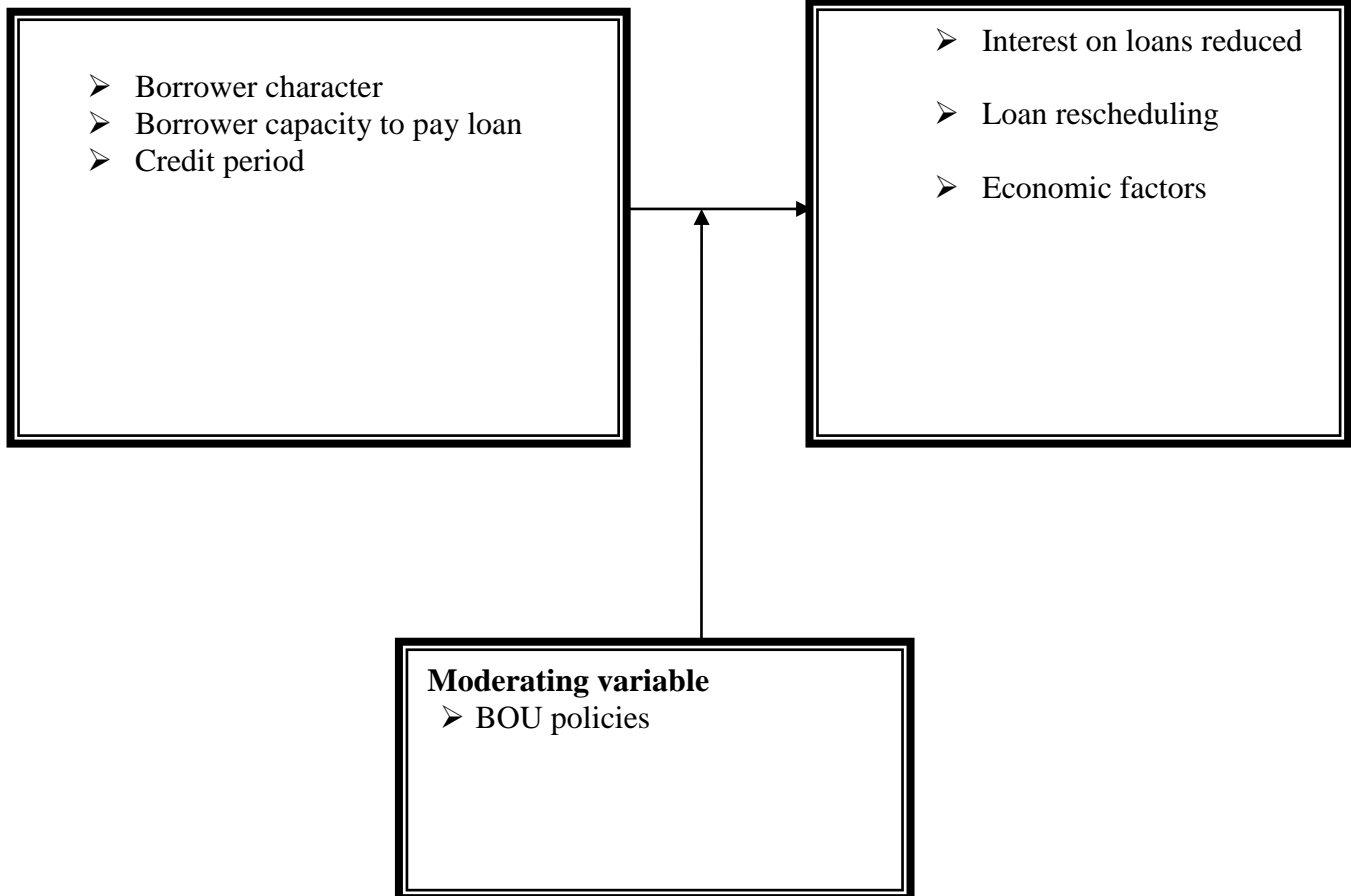 ➢ Borrower character
➢ Borrower capacity to pay loan
➢ Credit period
➢ Interest on loans reduced
➢ Loan rescheduling
➢ Economic factors
Moderating variable
➢ BOU policies